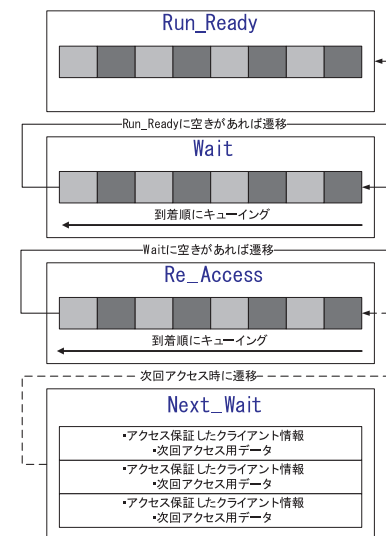 Run_Ready
Run_Readyに空きがあれば遷移
Wait
到着順にキューイング
Waitに空きがあれば遷移
Re_Access
到着順にキューイング
次回アクセス時に遷移
Next_Wait
・アクセス保証したクライアント情報
・次回アクセス用データ
・アクセス保証したクライアント情報
・次回アクセス用データ
・アクセス保証したクライアント情報
・次回アクセス用データ